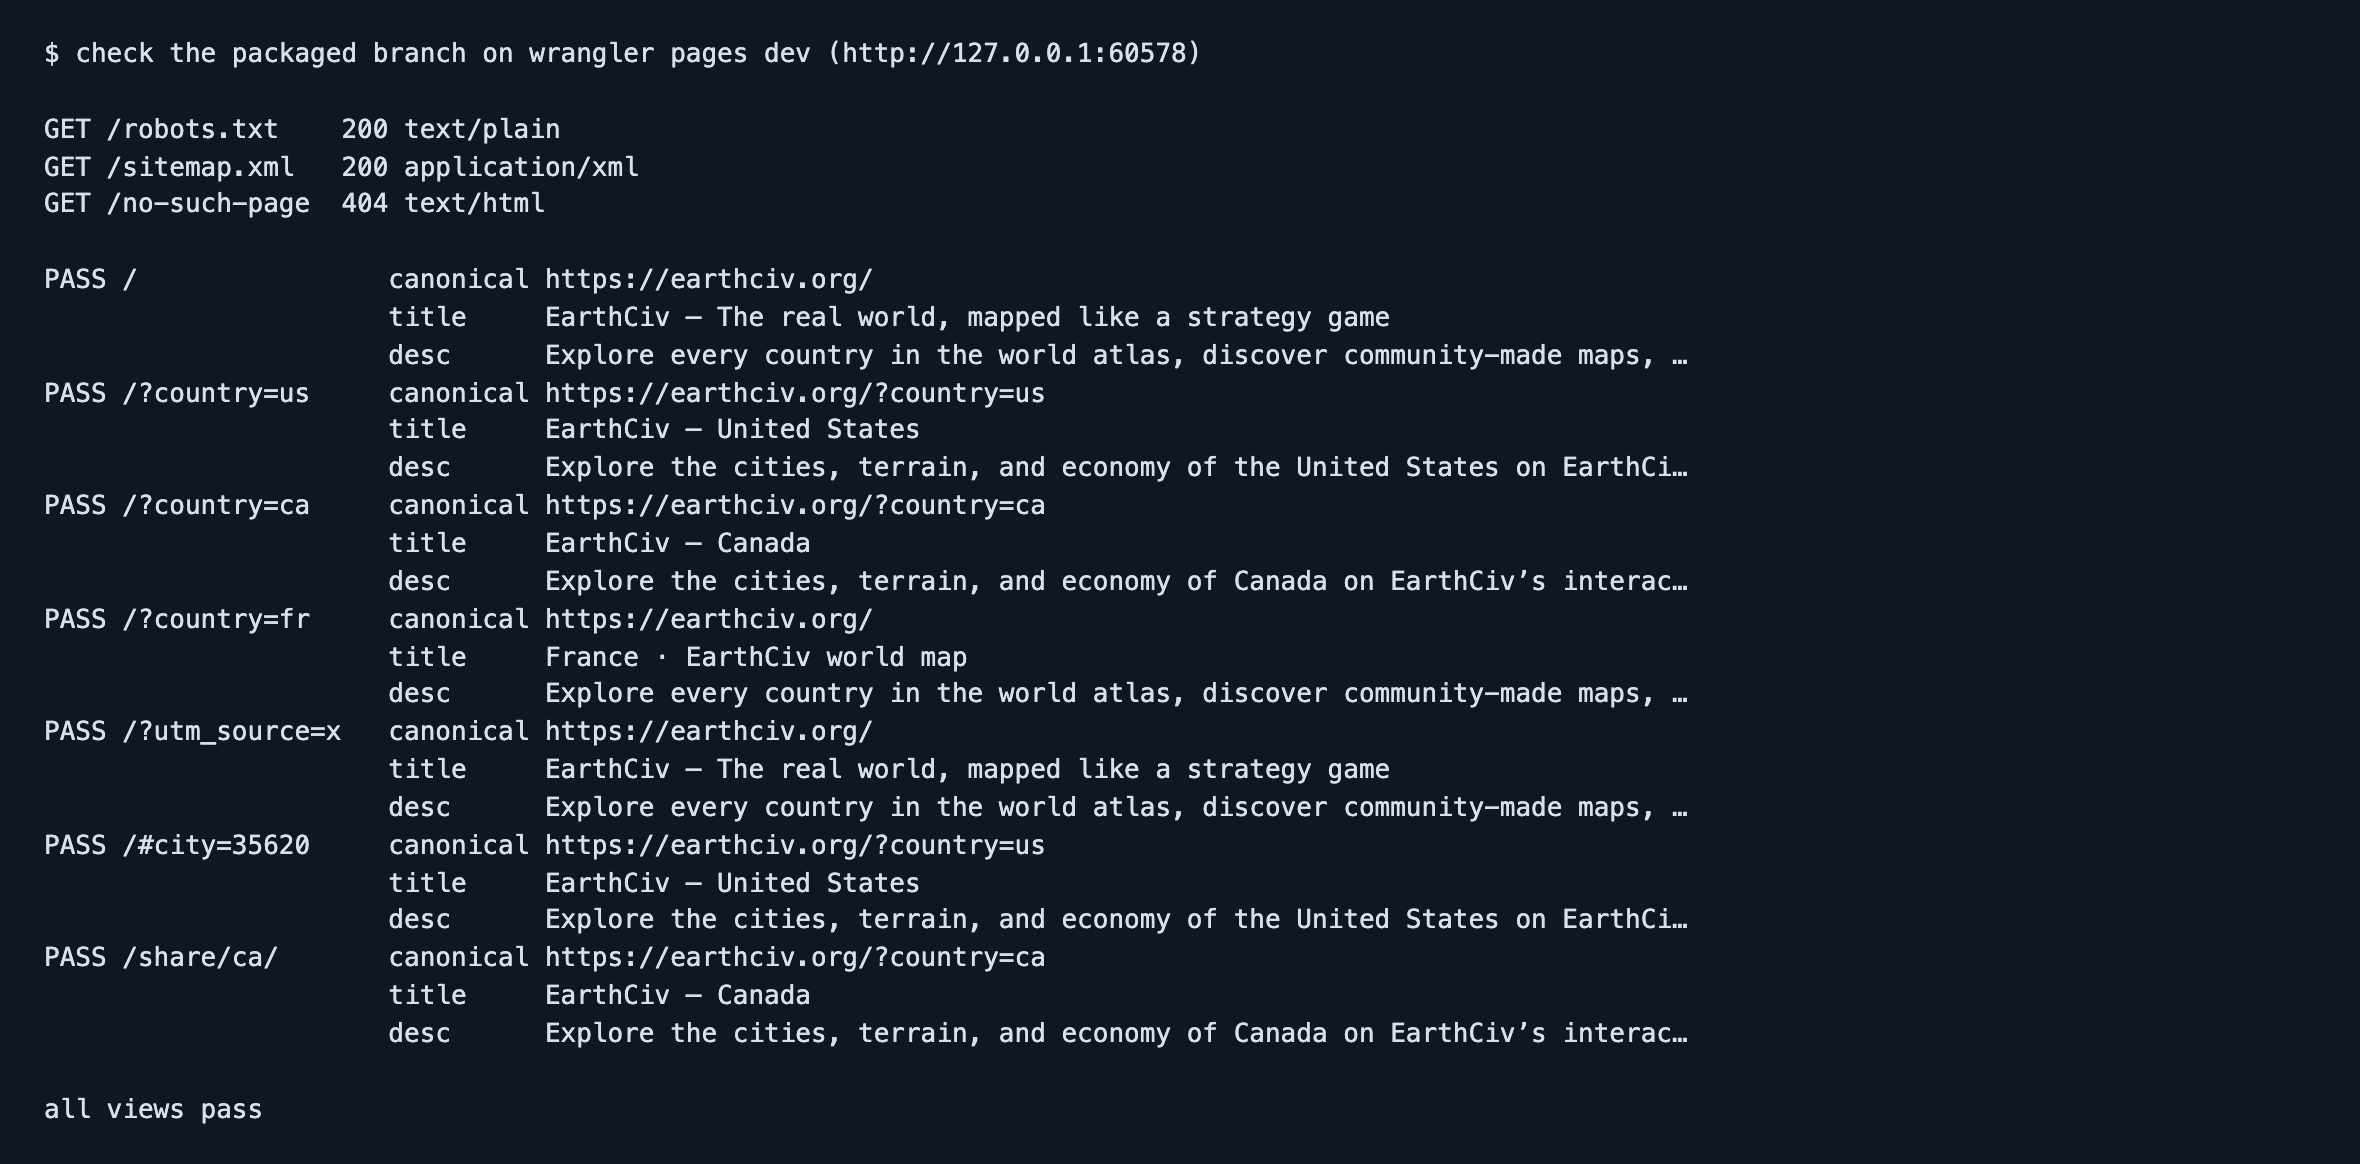 $ check the packaged branch on wrangler pages dev (http://127.0.0.1:60578)
GET /robots.txt    200 text/plain
GET /sitemap.xml   200 application/xml
GET /no-such-page  404 text/html
PASS /                canonical https://earthciv.org/
                      title     EarthCiv — The real world, mapped like a strategy game
                      desc      Explore every country in the world atlas, discover community-made maps, …
PASS /?country=us     canonical https://earthciv.org/?country=us
                      title     EarthCiv — United States
                      desc      Explore the cities, terrain, and economy of the United States on EarthCi…
PASS /?country=ca     canonical https://earthciv.org/?country=ca
                      title     EarthCiv — Canada
                      desc      Explore the cities, terrain, and economy of Canada on EarthCiv’s interac…
PASS /?country=fr     canonical https://earthciv.org/
                      title     France · EarthCiv world map
                      desc      Explore every country in the world atlas, discover community-made maps, …
PASS /?utm_source=x   canonical https://earthciv.org/
                      title     EarthCiv — The real world, mapped like a strategy game
                      desc      Explore every country in the world atlas, discover community-made maps, …
PASS /#city=35620     canonical https://earthciv.org/?country=us
                      title     EarthCiv — United States
                      desc      Explore the cities, terrain, and economy of the United States on EarthCi…
PASS /share/ca/       canonical https://earthciv.org/?country=ca
                      title     EarthCiv — Canada
                      desc      Explore the cities, terrain, and economy of Canada on EarthCiv’s interac…
all views pass